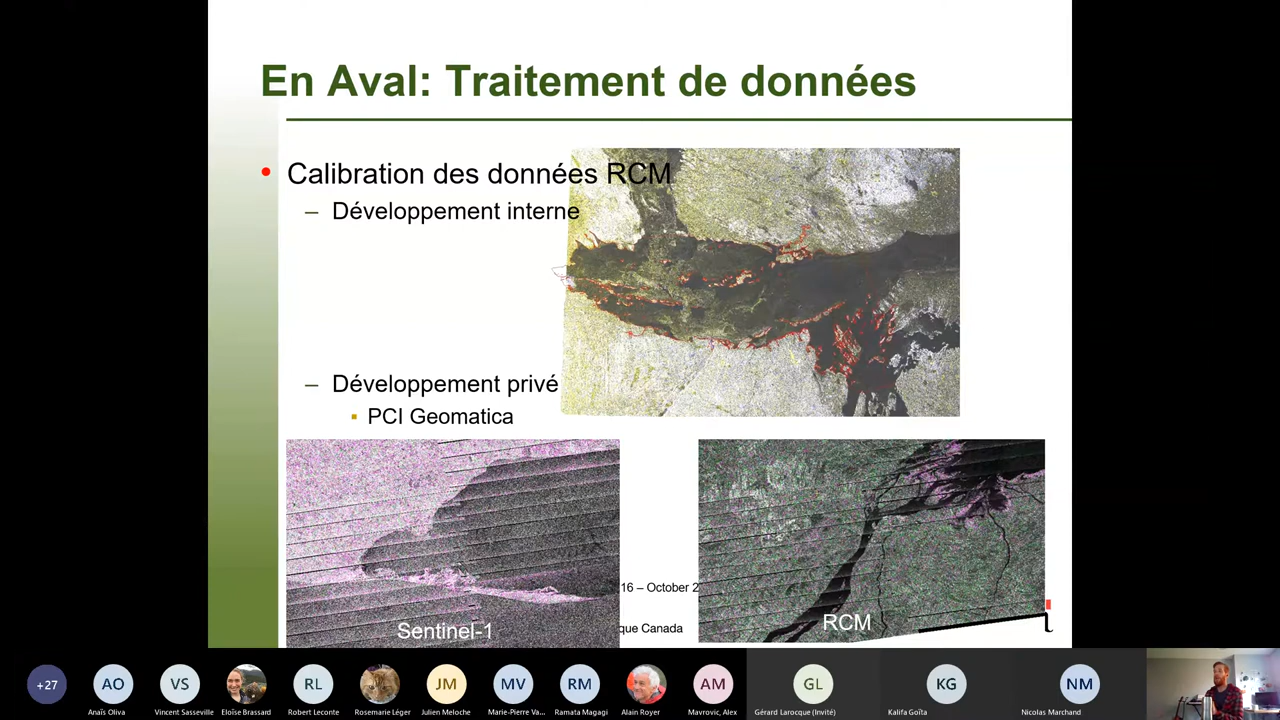 En Aval: Traitement de données
• Calibration des données RCM
– Développement interne
– Développement privé
▪ PCI Geomatica
16 – October 2
que Canada
Sentinel-1
RCM
+27
AO
VS
RL
JM
MV
RM
AM
GL
KG
NM
Anaïs Oliva
Vincent Sasseville
Eloïse Brassard
Robert Leconte
Rosemarie Léger
Julien Meloche
Marie-Pierre Va...
Ramata Magagi
Alain Royer
Mavrovic, Alex
Gérard Larocque (Invité)
Kalifa Goïta
Nicolas Marchand